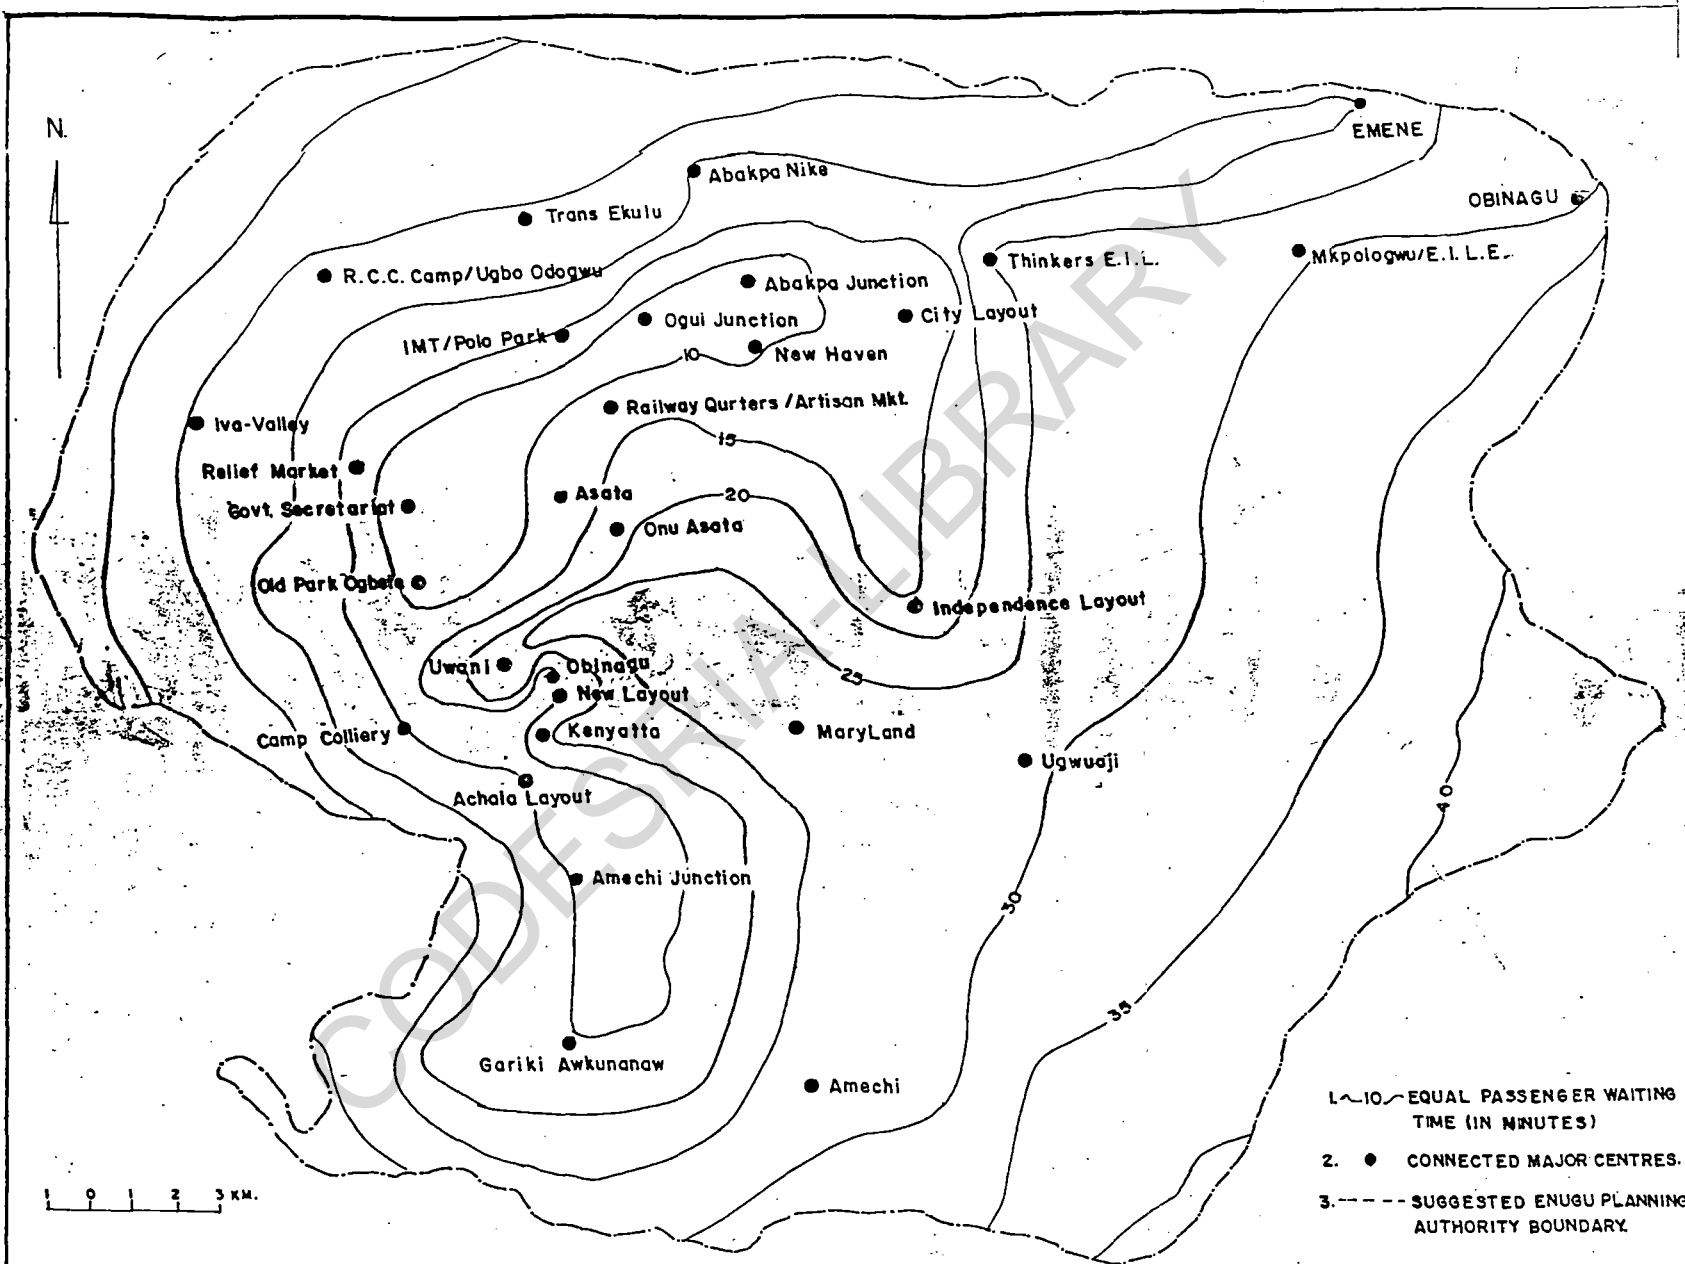 N.
EMENE
Abakpa Nike
OBINAGU
Trans Ekulu
Thinkers E.I.L.
Mkpologwu/E.I.L.E.
R.C.C. Camp/Ugbo Odogwu
Abakpa Junction
City Layout
Ogui Junction
IMT/Polo Park
10
New Haven
Railway Qurters /Artisan Mkt.
Iva-Valley
15
Relief Market
Asata
20
Govt. Secretariat
Onu Asata
Old Park Ogbete
Independence Layout
Uwani
Obinagu
25
New Layout
Camp Colliery
Kenyatta
MaryLand
Ugwuaji
Achala Layout
40
Amechi Junction
30
35
Gariki Awkunanaw
Amechi
1. 10 EQUAL PASSENGER WAITING
TIME (IN MINUTES)
2. CONNECTED MAJOR CENTRES.
3. SUGGESTED ENUGU PLANNING
AUTHORITY BOUNDARY.
1 0 1 2 3 KM.
CODESRIA-LIBRARY